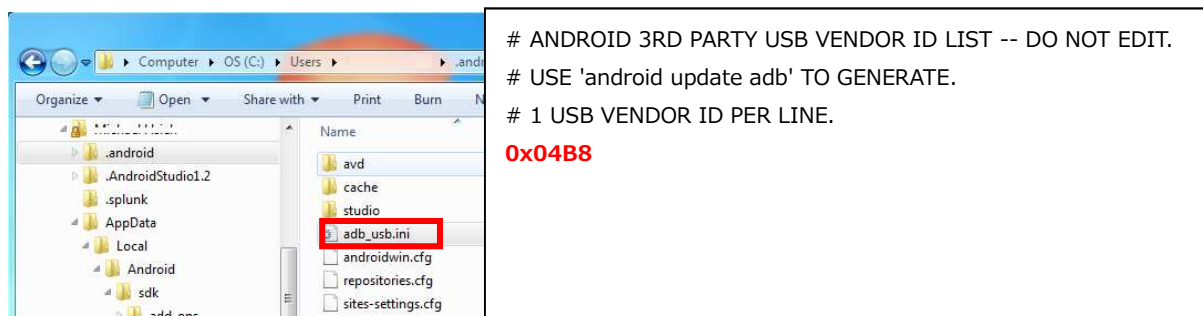 Computer OS (C:) Users .andr
Organize Open Share with Print Burn N
.android
.AndroidStudio1.2
.splunk
AppData
Local
Android
sdk
add-ons
Name
avd
cache
studio
adb_usb.ini
androidwin.cfg
repositories.cfg
sites-settings.cfg
# ANDROID 3RD PARTY USB VENDOR ID LIST -- DO NOT EDIT.
# USE 'android update adb' TO GENERATE.
# 1 USB VENDOR ID PER LINE.
0x04B8